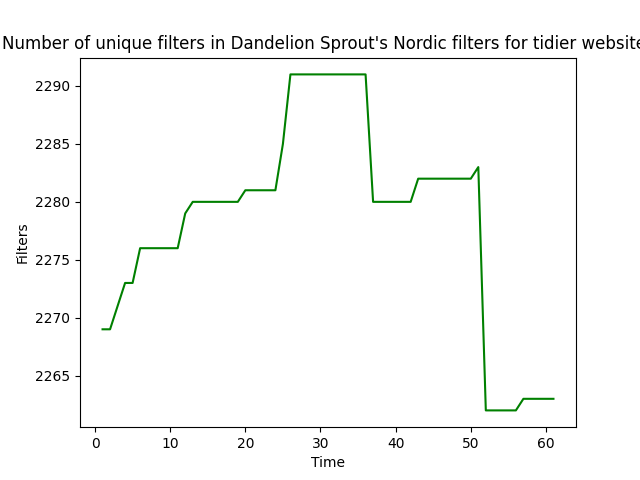 Number of unique filters in Dandelion Sprout's Nordic filters for tidier website
2290
2285
2280
2275
2270
2265
Filters
0 10 20 30 40 50 60
Time